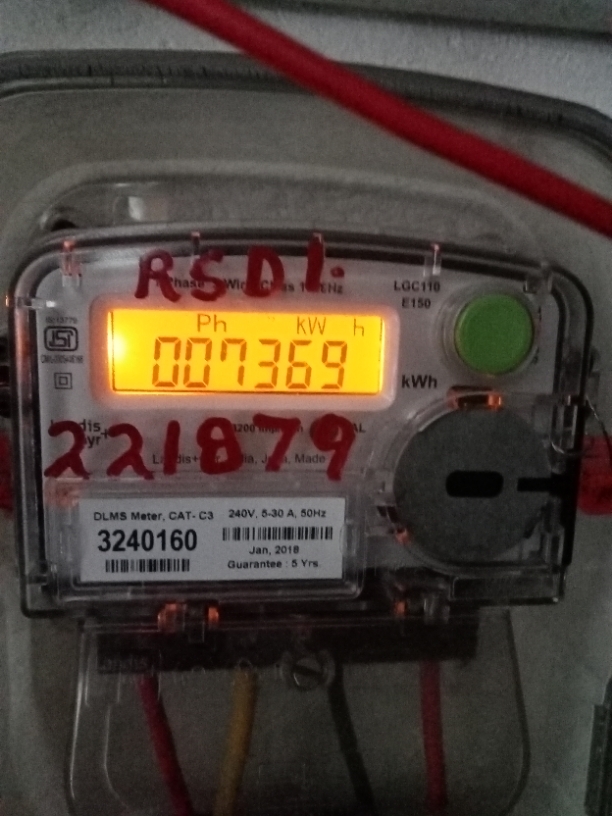 RSD1.
LGC110
E150
Ph kW h
007369
kWh
221879
DLMS Meter, CAT- C3 240V, 5-30 A, 50Hz
3240160
Jan, 2018
Guarantee : 5 Yrs.